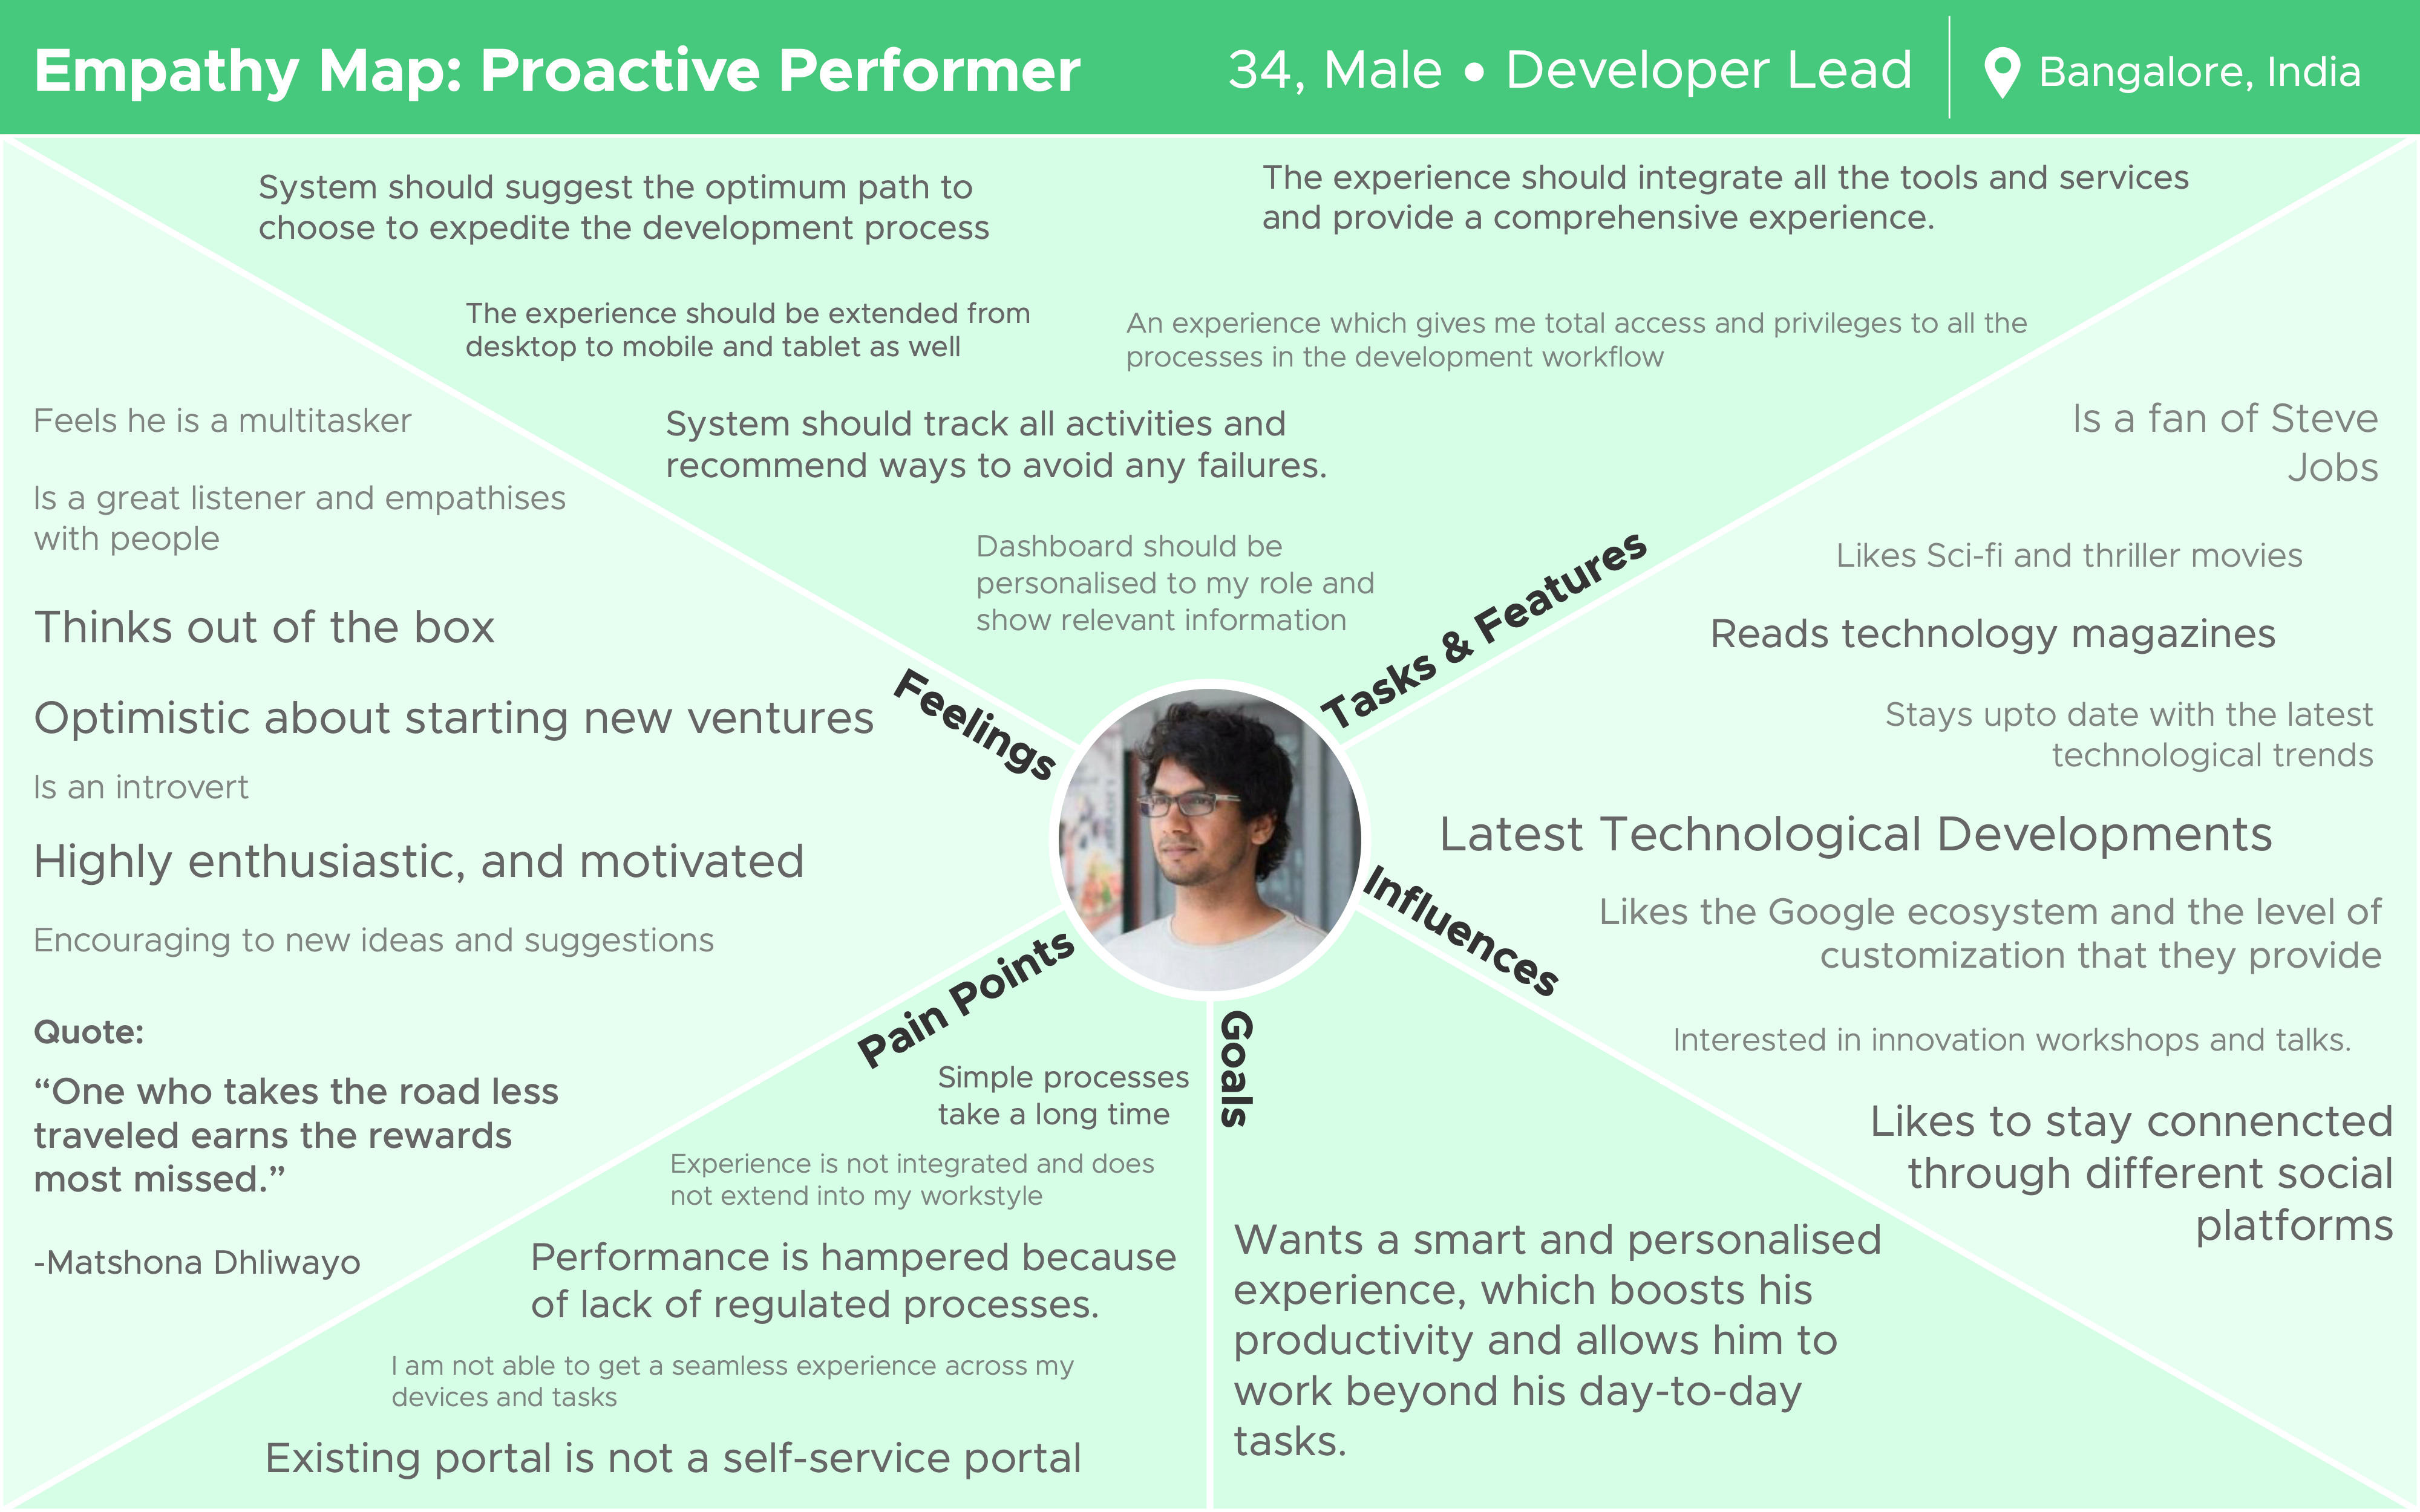 Empathy Map: Proactive Performer
34, Male • Developer Lead
Bangalore, India
System should suggest the optimum path to
choose to expedite the development process
The experience should integrate all the tools and services
and provide a comprehensive experience.
The experience should be extended from
desktop to mobile and tablet as well
An experience which gives me total access and privileges to all the
processes in the development workflow
System should track all activities and
recommend ways to avoid any failures.
Dashboard should be
personalised to my role and
show relevant information
Tasks & Features
Feels he is a multitasker
Is a great listener and empathises
with people
Thinks out of the box
Optimistic about starting new ventures
Is an introvert
Highly enthusiastic, and motivated
Encouraging to new ideas and suggestions
Quote:
“One who takes the road less
traveled earns the rewards
most missed.”
-Matshona Dhliwayo
Feelings
Is a fan of Steve
Jobs
Likes Sci-fi and thriller movies
Reads technology magazines
Stays upto date with the latest
technological trends
Latest Technological Developments
Likes the Google ecosystem and the level of
customization that they provide
Interested in innovation workshops and talks.
Likes to stay connencted
through different social
platforms
Influences
Pain Points
Simple processes
take a long time
Experience is not integrated and does
not extend into my workstyle
Performance is hampered because
of lack of regulated processes.
I am not able to get a seamless experience across my
devices and tasks
Existing portal is not a self-service portal
Goals
Wants a smart and personalised
experience, which boosts his
productivity and allows him to
work beyond his day-to-day
tasks.